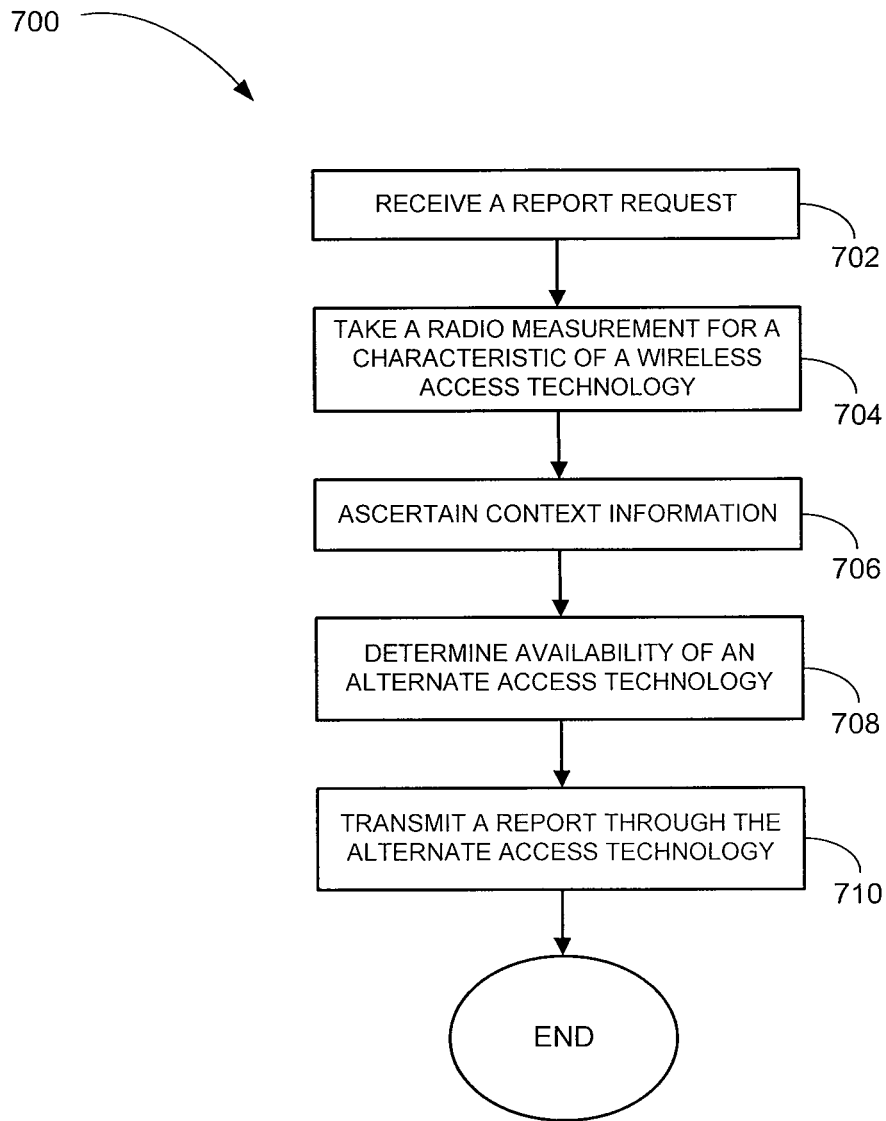 700
RECEIVE A REPORT REQUEST
702
TAKE A RADIO MEASUREMENT FOR A
CHARACTERISTIC OF A WIRELESS
ACCESS TECHNOLOGY
704
ASCERTAIN CONTEXT INFORMATION
706
DETERMINE AVAILABILITY OF AN
ALTERNATE ACCESS TECHNOLOGY
708
TRANSMIT A REPORT THROUGH THE
ALTERNATE ACCESS TECHNOLOGY
710
END